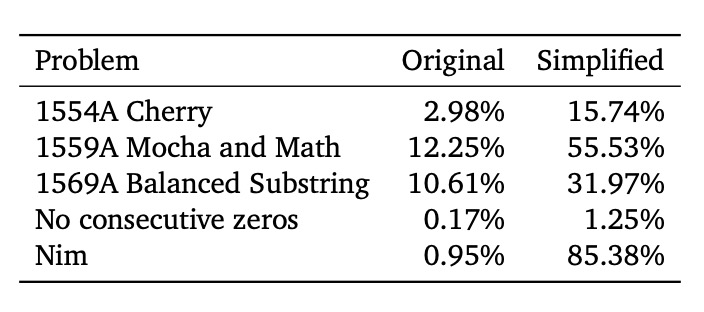 Problem Original Simplified
1554A Cherry 2.98% 15.74%
1559A Mocha and Math 12.25% 55.53%
1569A Balanced Substring 10.61% 31.97%
No consecutive zeros 0.17% 1.25%
Nim 0.95% 85.38%